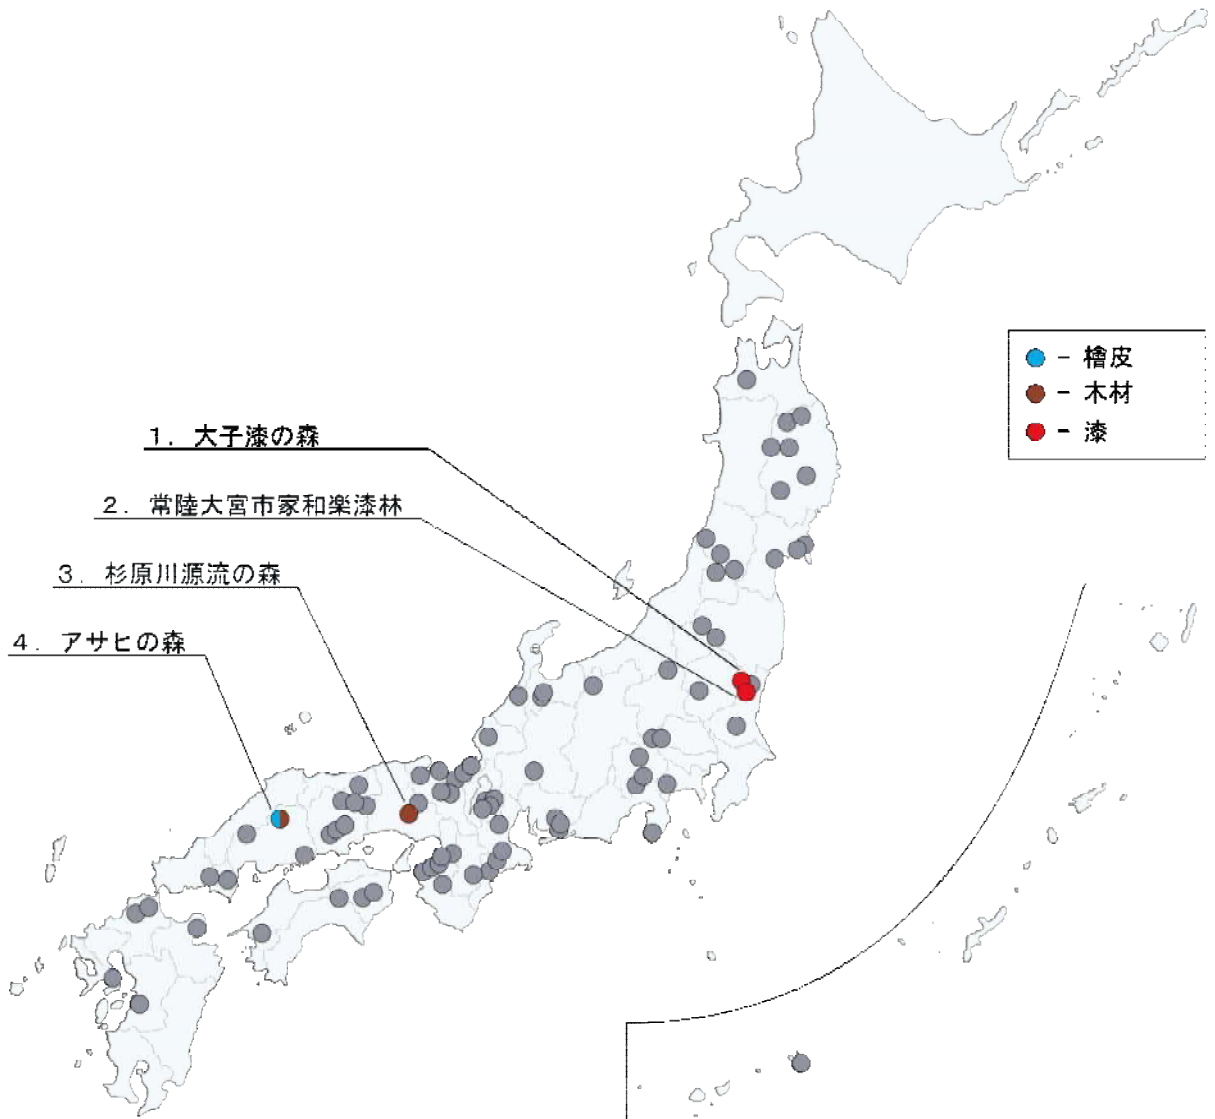 1. 大子漆の森
2. 常陸大宮市家和楽漆林
3. 杉原川源流の森
4. アサヒの森
- 檜皮
- 木材
- 漆